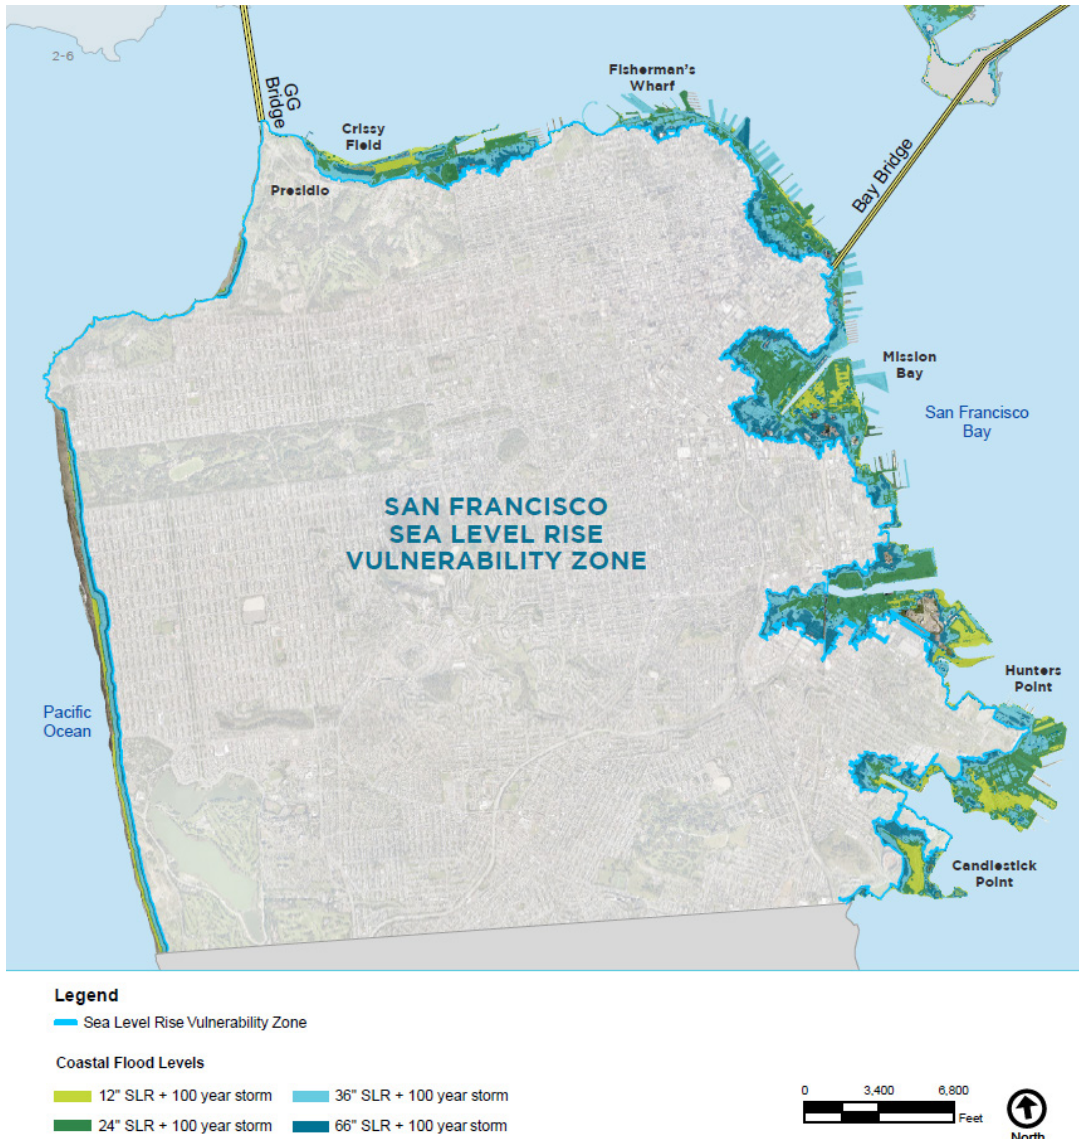 2-6
GG
Bridge
Crissy
Field
Presidio
Fisherman's
Wharf
Bay Bridge
Mission
Bay
San Francisco
Bay
SAN FRANCISCO
SEA LEVEL RISE
VULNERABILITY ZONE
Pacific
Ocean
Hunters
Point
Candlestick
Point
Legend
Sea Level Rise Vulnerability Zone
Coastal Flood Levels
12" SLR + 100 year storm
36" SLR + 100 year storm
24" SLR + 100 year storm
66" SLR + 100 year storm
0 3,400 6,800
Feet
North